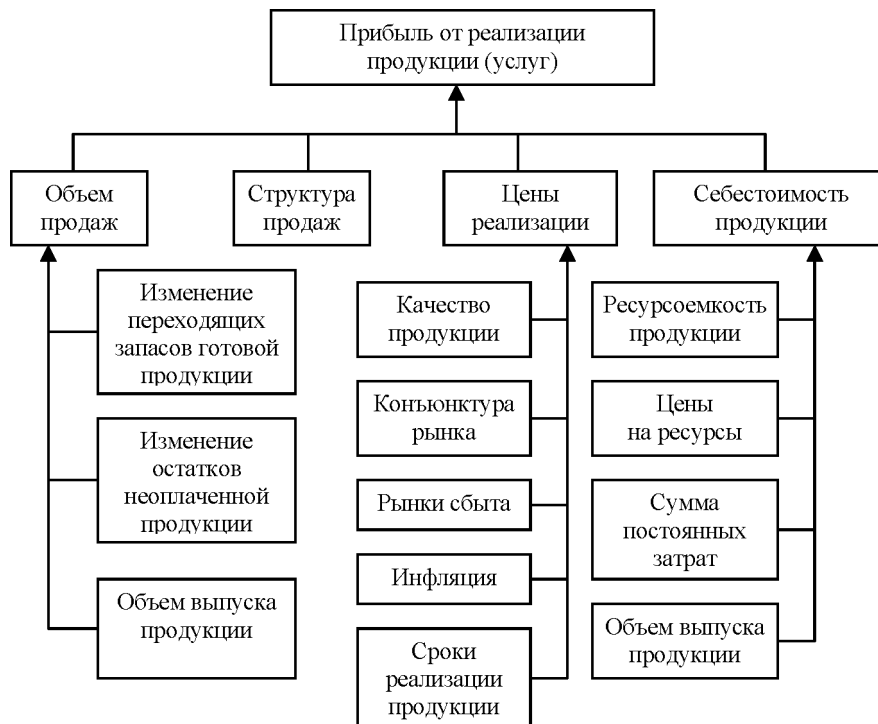 Прибыль от реализации
продукции (услуг)
Объем
продаж
Структура
продаж
Цены
реализации
Себестоимость
продукции
Изменение
переходящих
запасов готовой
продукции
Изменение
остатков
неоплаченной
продукции
Объем выпуска
продукции
Качество
продукции
Конъюнктура
рынка
Рынки сбыта
Инфляция
Сроки
реализации
продукции
Ресурсоемкость
продукции
Цены
на ресурсы
Сумма
постоянных
затрат
Объем выпуска
продукции